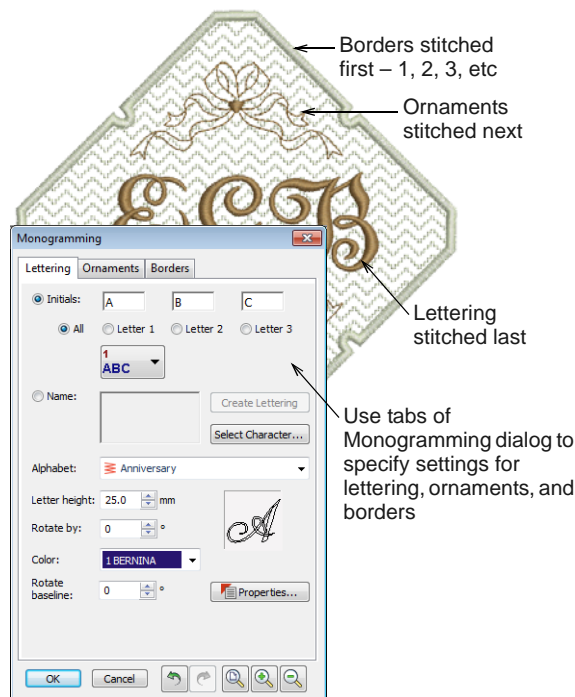 Borders stitched
first – 1, 2, 3, etc
Ornaments
stitched next
ECB
Lettering
stitched last
Use tabs of
Monogramming dialog to
specify settings for
lettering, ornaments, and
borders
Monogramming
Lettering Ornaments Borders
Initials: A B C
All Letter 1 Letter 2 Letter 3
1
ABC
Name:
Create Lettering
Select Character...
Alphabet: Anniversary
Letter height: 25.0 mm
A
Rotate by: 0 °
Color: 1 BERNINA
Rotate
baseline: 0 °
Properties...
OK Cancel